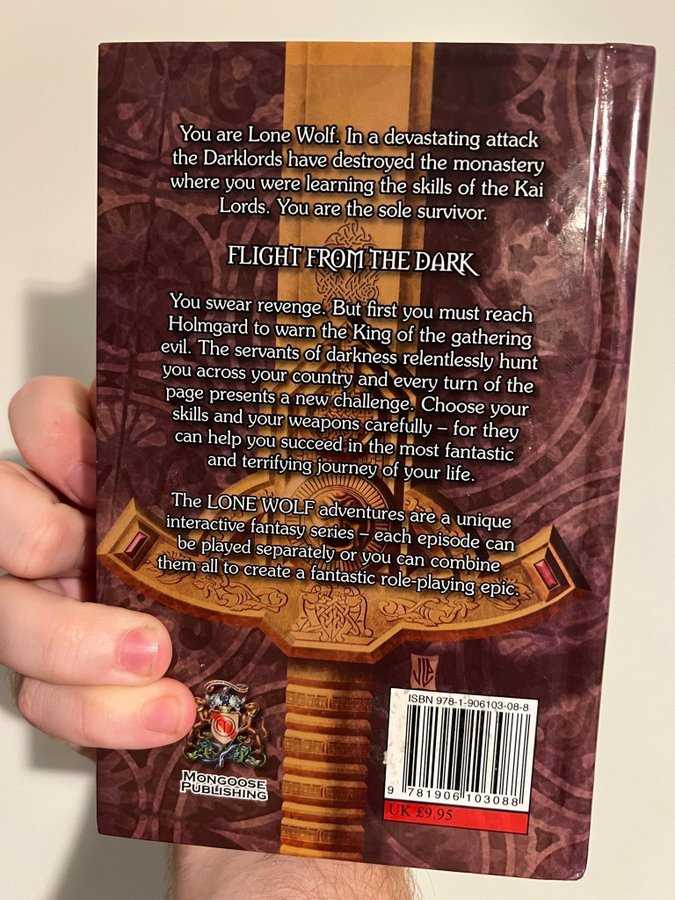 You are Lone Wolf. In a devastating attack
the Darklords have destroyed the monastery
where you were learning the skills of the Kai
Lords. You are the sole survivor.
FLIGHT FROM THE DARK
You swear revenge. But first you must reach
Holmgard to warn the King of the gathering
evil. The servants of darkness relentlessly hunt
you across your country and every turn of the
page presents a new challenge. Choose your
skills and your weapons carefully – for they
can help you succeed in the most fantastic
and terrifying journey of your life.
The LONE WOLF adventures are a unique
interactive fantasy series – each episode can
be played separately or you can combine
them all to create a fantastic role-playing epic.
MONGOOSE
PUBLISHING
ISBN 978-1-906103-08-8
9 781906 103088
UK £9.95